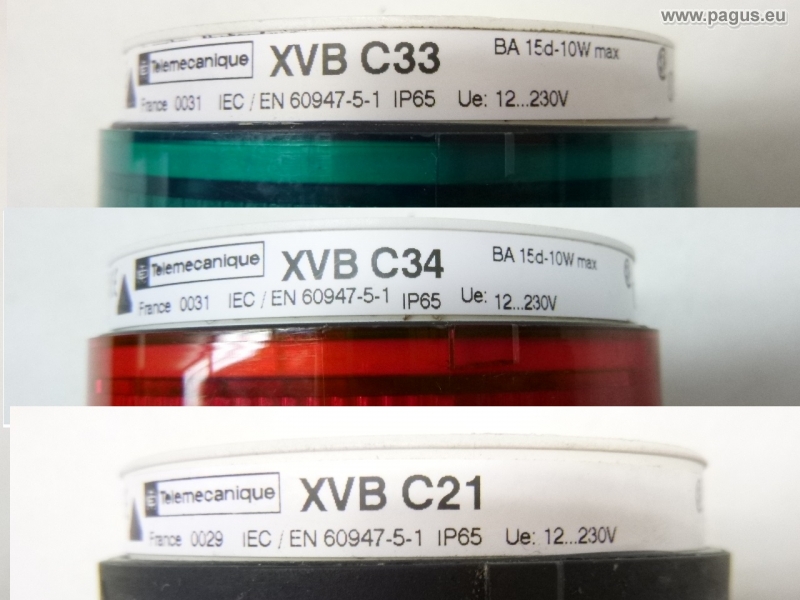 www.pagus.eu
Telemecanique XVB C33 BA 15d-10W max
France 0031 IEC / EN 60947-5-1 IP65 Ue: 12...230V
Telemecanique XVB C34 BA 15d-10W max
France 0031 IEC / EN 60947-5-1 IP65 Ue: 12...230V
Telemecanique XVB C21
France 0029 IEC / EN 60947-5-1 IP65 Ue: 12...230V